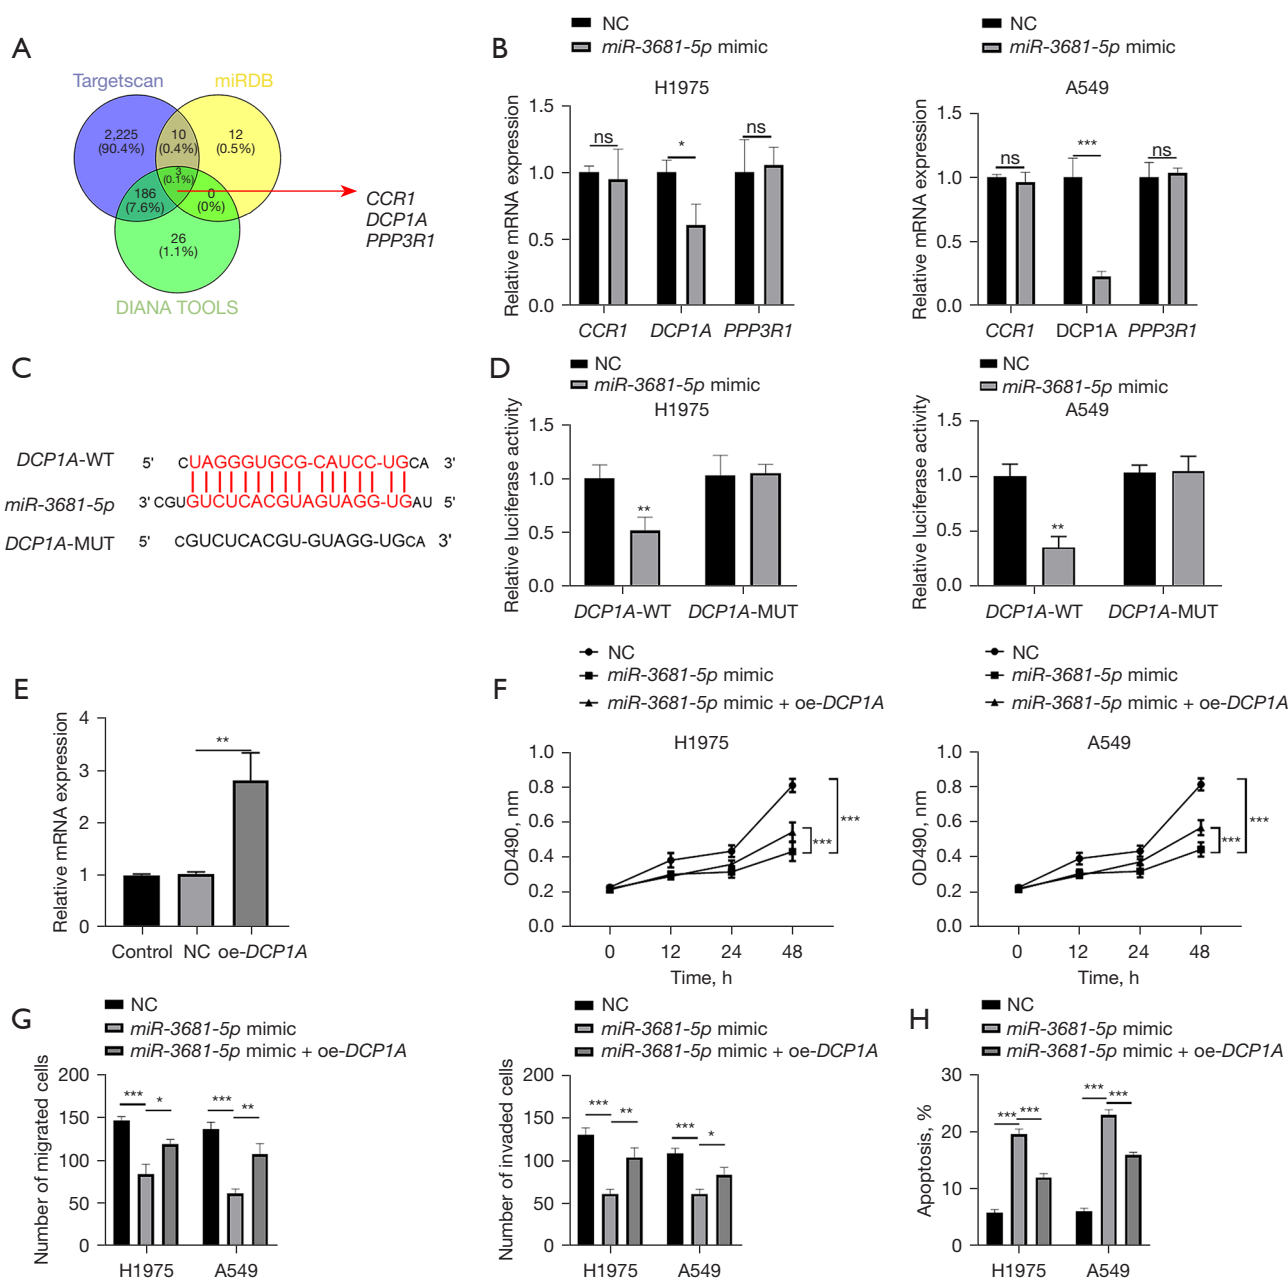 A
Targetscan
miRDB
2,225
(90.4%)
10
(0.4%)
12
(0.5%)
3
(0.1%)
186
(7.6%)
0
(0%)
26
(1.1%)
DIANA TOOLS
CCR1
DCP1A
PPP3R1
B
NC
miR-3681-5p mimic
H1975
Relative mRNA expression
1.5
1.0
0.5
0.0
ns
*
ns
CCR1 DCP1A PPP3R1
NC
miR-3681-5p mimic
A549
Relative mRNA expression
1.5
1.0
0.5
0.0
ns
***
ns
CCR1 DCP1A PPP3R1
C
DCP1A-WT 5' CUAGGGUGCG-CAUCC-UGCA 3'
miR-3681-5p 3' CGUGUCUCACGUAGUAGG-UGAU 5'
DCP1A-MUT 5' CGUCUCACGU-GUAGG-UGCA 3'
D
NC
miR-3681-5p mimic
H1975
Relative luciferase activity
1.5
1.0
0.5
0.0
**
DCP1A-WT DCP1A-MUT
NC
miR-3681-5p mimic
A549
Relative luciferase activity
1.5
1.0
0.5
0.0
**
DCP1A-WT DCP1A-MUT
E
Relative mRNA expression
4
3
2
1
0
**
Control NC oe-DCP1A
F
NC
miR-3681-5p mimic
miR-3681-5p mimic + oe-DCP1A
H1975
OD490, nm
1.0
0.8
0.6
0.4
0.2
0.0
***
***
0 12 24 48
Time, h
NC
miR-3681-5p mimic
miR-3681-5p mimic + oe-DCP1A
A549
OD490, nm
1.0
0.8
0.6
0.4
0.2
0.0
***
***
0 12 24 48
Time, h
G
NC
miR-3681-5p mimic
miR-3681-5p mimic + oe-DCP1A
Number of migrated cells
200
150
100
50
0
*** *
*** **
H1975 A549
NC
miR-3681-5p mimic
miR-3681-5p mimic + oe-DCP1A
Number of invaded cells
200
150
100
50
0
*** **
*** *
H1975 A549
H
NC
miR-3681-5p mimic
miR-3681-5p mimic + oe-DCP1A
Apoptosis, %
30
20
10
0
*** ***
*** ***
H1975 A549